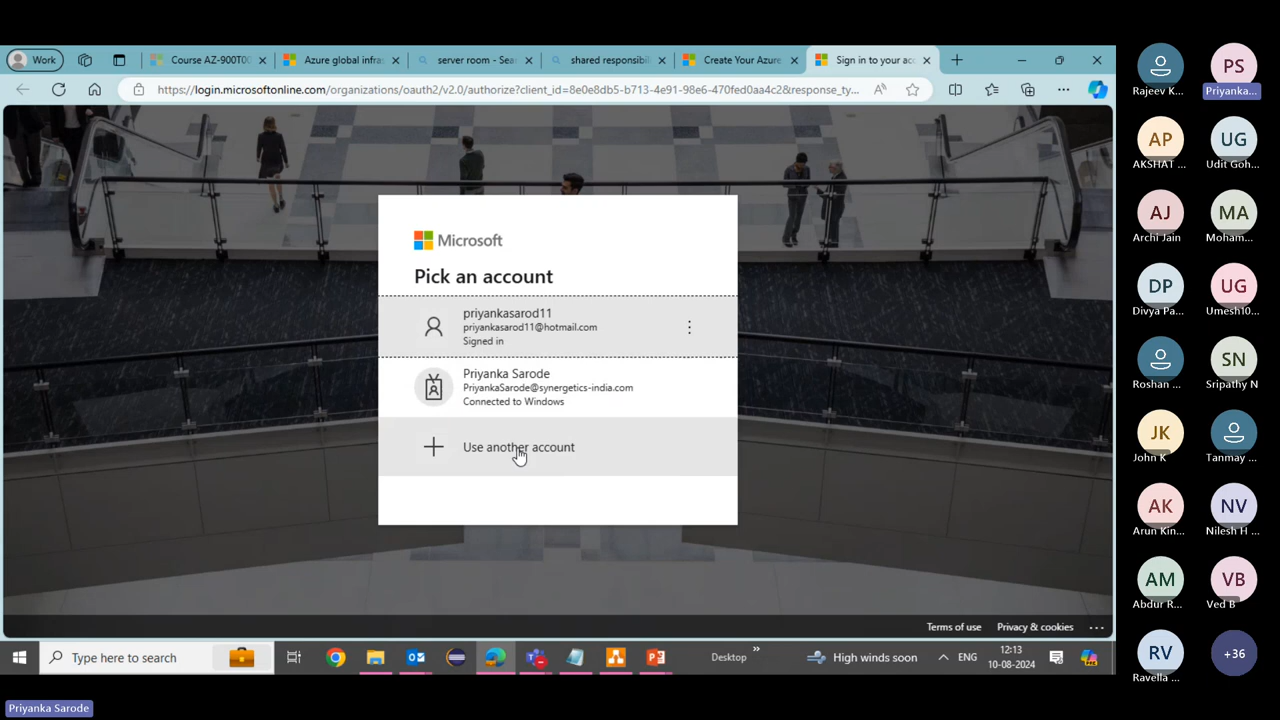 Work
Course AZ-900T0
Azure global infras
server room - Sea
shared responsibil
Create Your Azure
Sign in to your acc
https://login.microsoftonline.com/organizations/oauth2/v2.0/authorize?client_id=8e0e8db5-b713-4e91-98e6-470fed0aa4c2&response_ty...
Microsoft
Pick an account
priyankasarod11
priyankasarod11@hotmail.com
Signed in
Priyanka Sarode
PriyankaSarode@synergetics-india.com
Connected to Windows
Use another account
Terms of use
Privacy & cookies
...
Type here to search
Desktop
High winds soon
ENG
12:13
10-08-2024
Priyanka Sarode
Rajeev K...
PS
Priyanka...
AP
AKSHAT ...
UG
Udit Goh...
AJ
Archi Jain
MA
Moham...
DP
Divya Pa...
UG
Umesh10...
Roshan ...
SN
Sripathy N
JK
John K
Tanmay ...
AK
Arun Kin...
NV
Nilesh H ...
AM
Abdur R...
VB
Ved B
RV
Ravella ...
+36